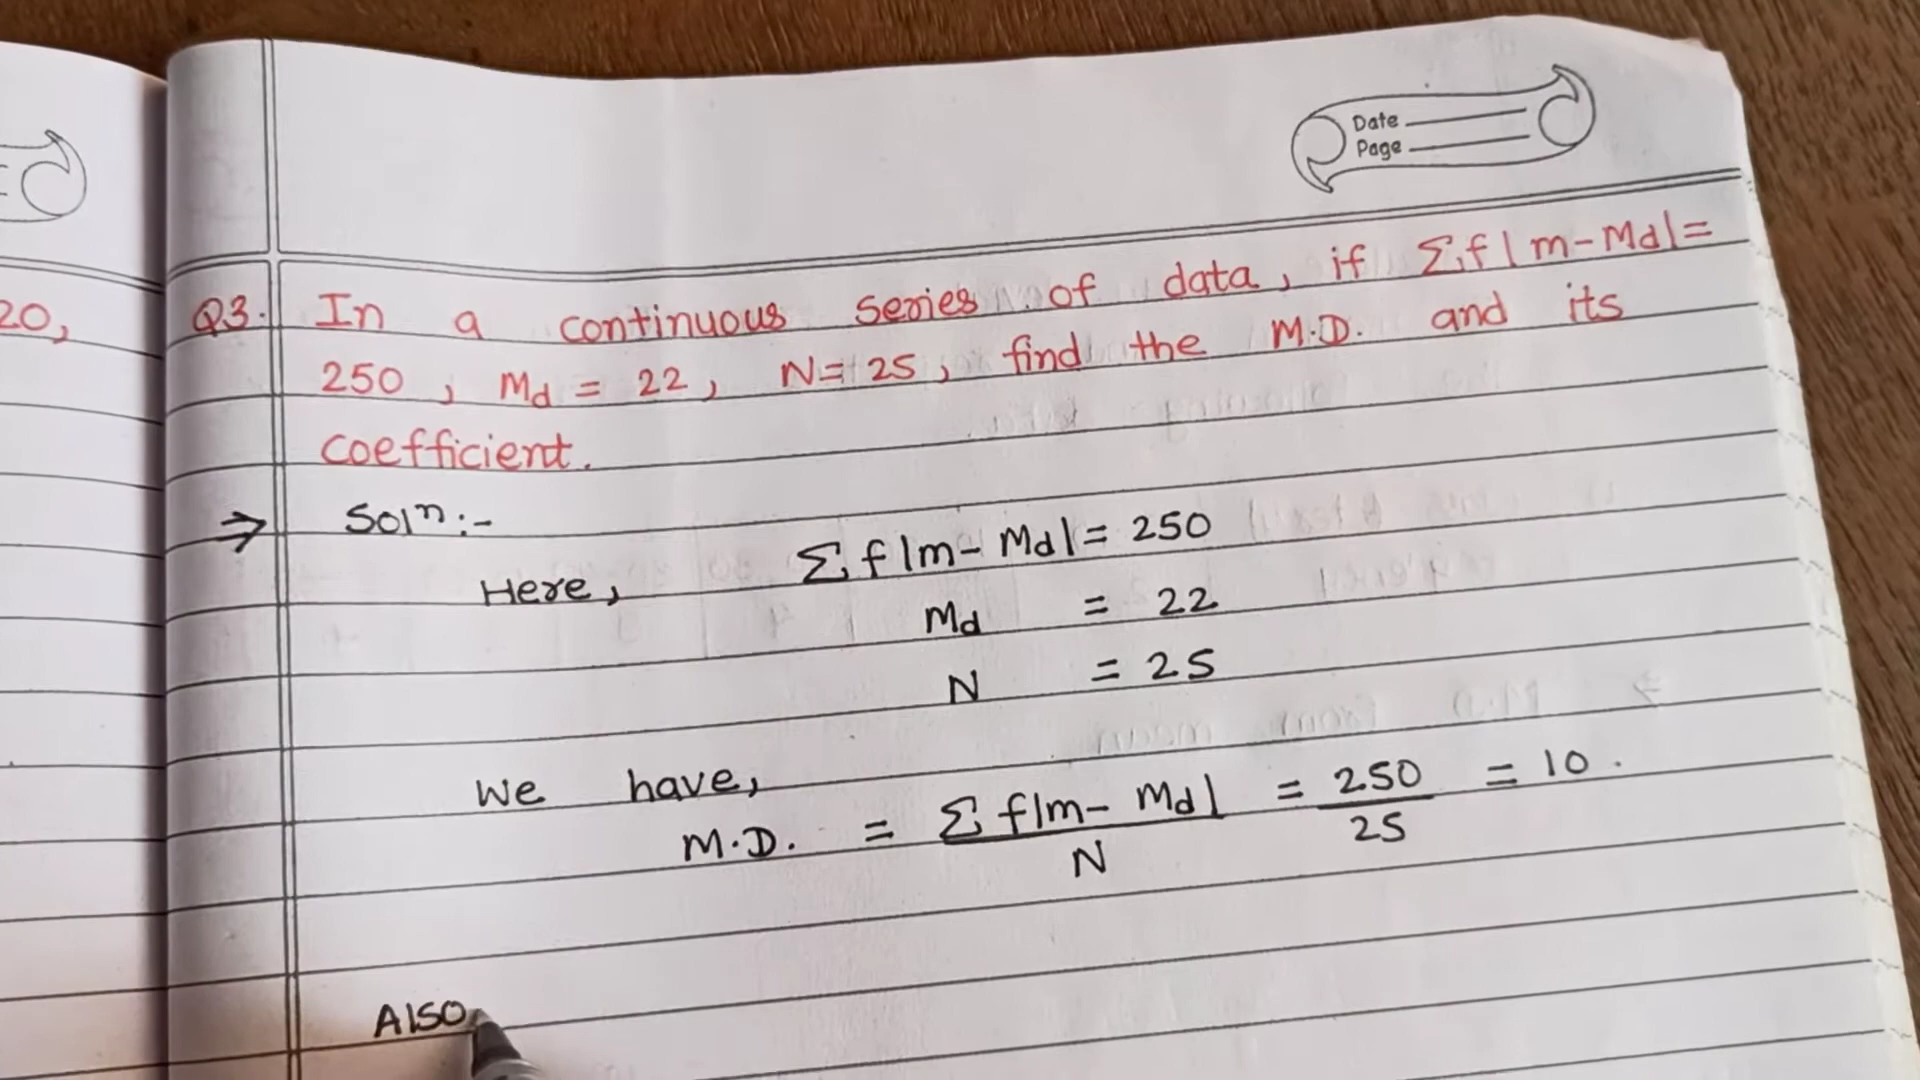 Date
Page
20,
Q3. In a continuous series of data, if Σf|m-Md|=
250, Md = 22, N= 25, find the M.D. and its
coefficient.
→ Solⁿ:-
Here, Σf|m- Md|= 250
Md = 22
N = 25
We have,
M.D. = Σf|m- Md|/N = 250/25 = 10.
Also,